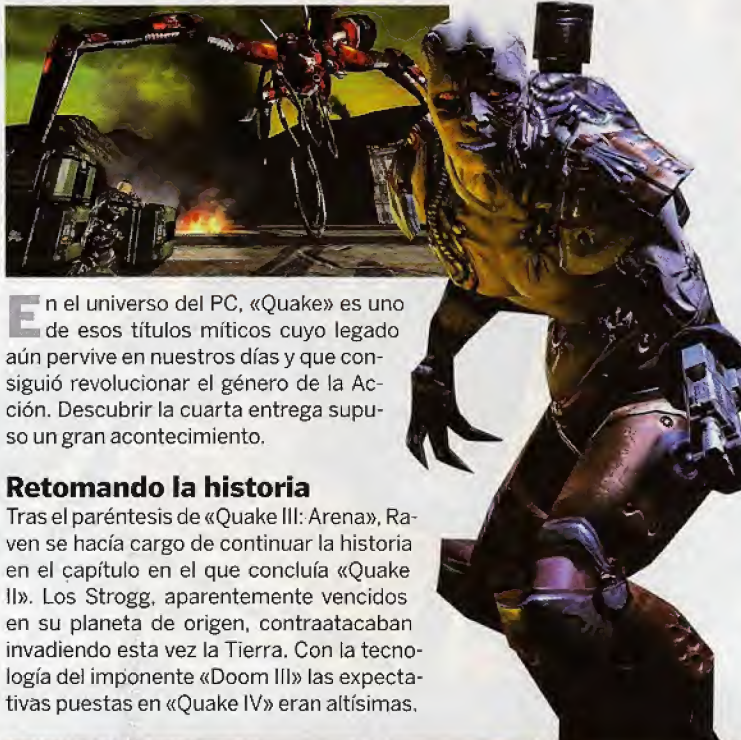 En el universo del PC, «Quake» es uno
de esos títulos míticos cuyo legado
aún pervive en nuestros días y que con-
siguió revolucionar el género de la Ac-
ción. Descubrir la cuarta entrega supu-
so un gran acontecimiento.
Retomando la historia
Tras el paréntesis de «Quake III: Arena», Ra-
ven se hacía cargo de continuar la historia
en el capítulo en el que concluía «Quake
II». Los Strogg, aparentemente vencidos
en su planeta de origen, contraatacaban
invadiendo esta vez la Tierra. Con la tecno-
logía del imponente «Doom III» las expecta-
tivas puestas en «Quake IV» eran altísimas.